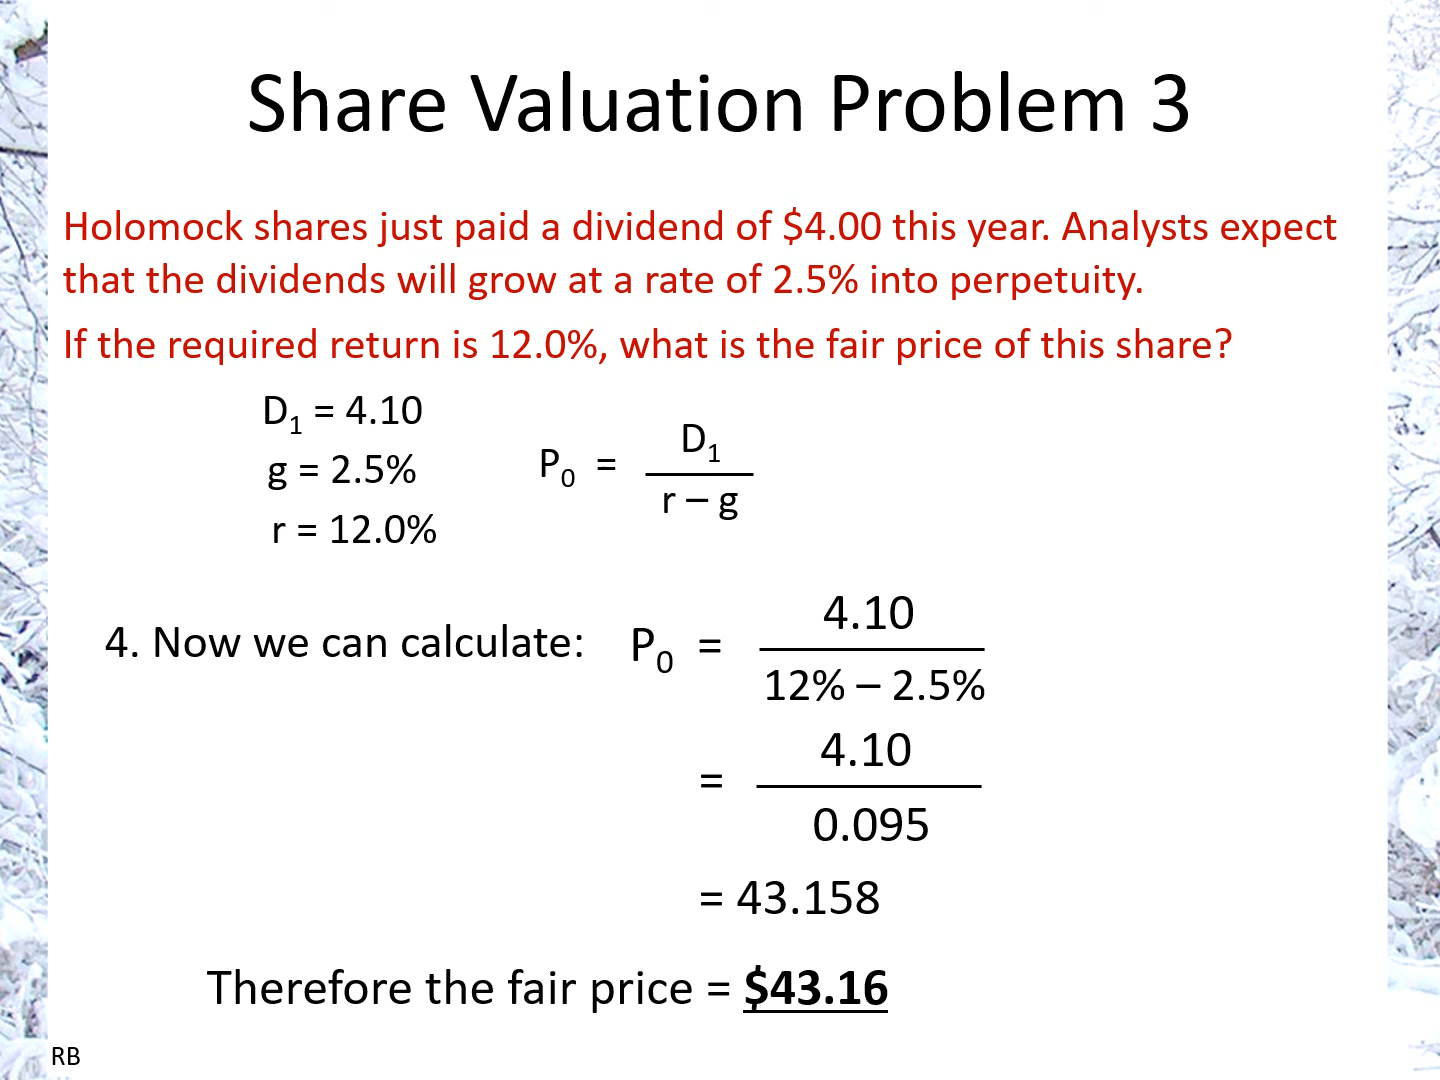 Share Valuation Problem 3
Holomock shares just paid a dividend of $4.00 this year. Analysts expect
that the dividends will grow at a rate of 2.5% into perpetuity.
If the required return is 12.0%, what is the fair price of this share?
D₁ = 4.10
g = 2.5%
r = 12.0%
P₀ =
D₁
r – g
4. Now we can calculate:
P₀ =
4.10
12% – 2.5%
=
4.10
0.095
= 43.158
Therefore the fair price = $43.16
RB